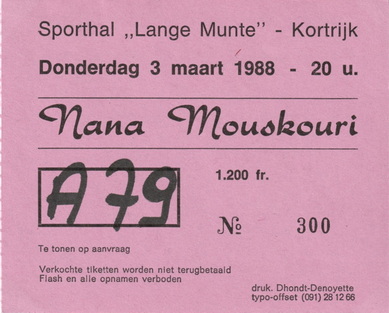 Sporthal ,,Lange Munte" - Kortrijk
Donderdag 3 maart 1988 - 20 u.
Nana Mouskouri
A 79
1.200 fr.
№ 300
Te tonen op aanvraag
Verkochte tiketten worden niet terugbetaald
Flash en alle opnamen verboden
druk. Dhondt-Denoyette
typo-offset (091) 28 12 66